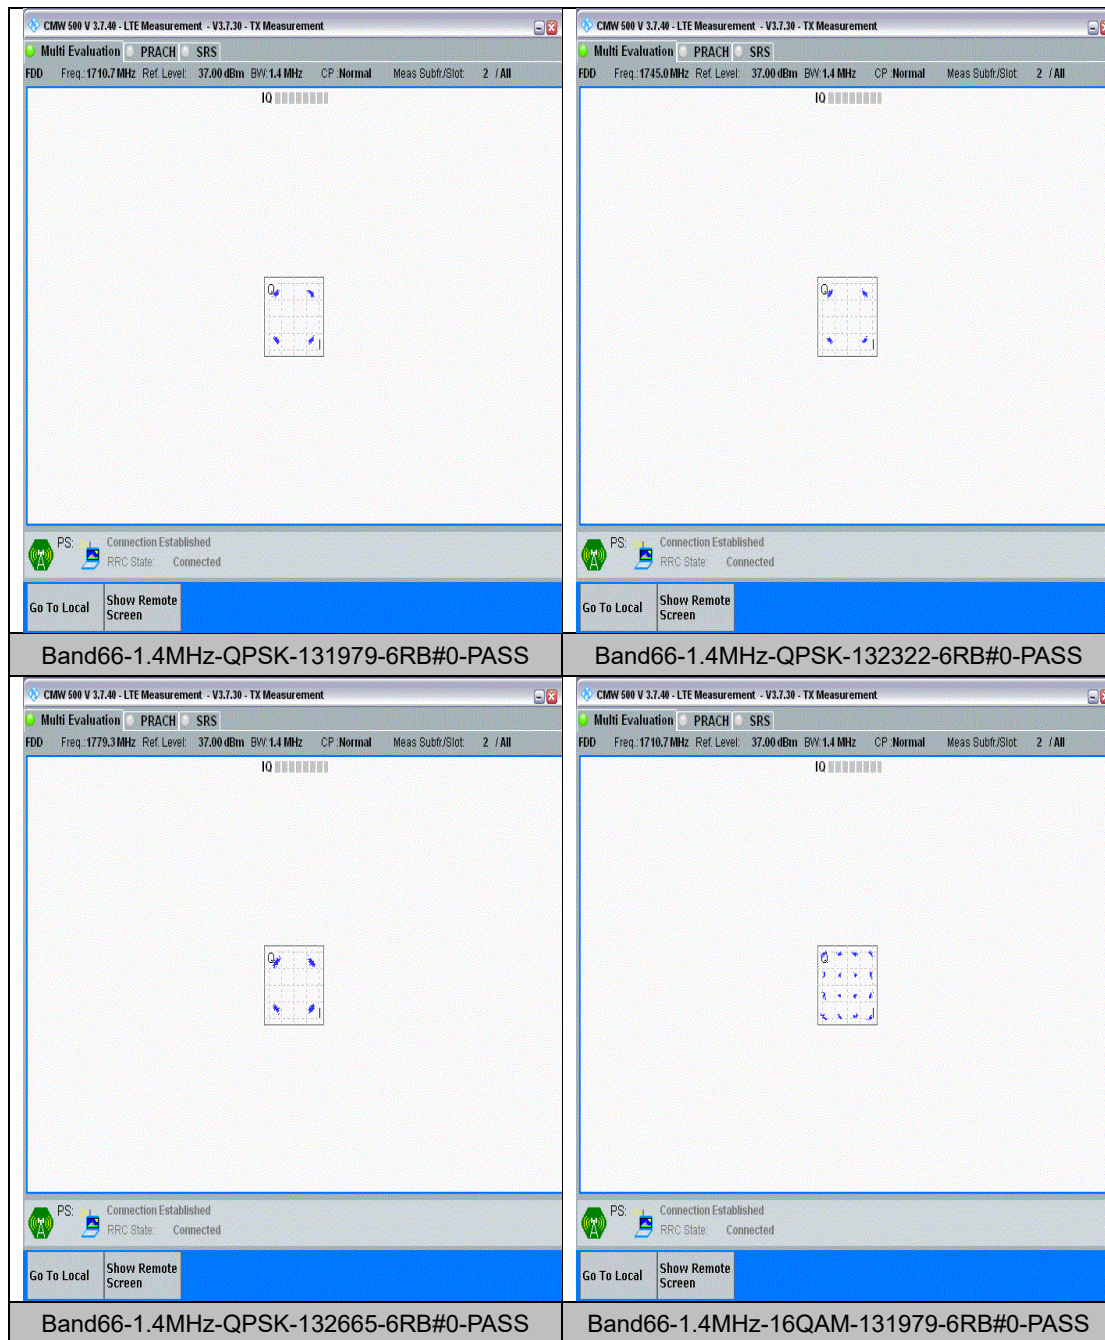 CMW 500 V 3.7.40 - LTE Measurement - V3.7.30 - TX Measurement
Multi Evaluation PRACH SRS
FDD Freq.:1710.7 MHz Ref. Level: 37.00 dBm BW:1.4 MHz CP :Normal Meas Subfr./Slot: 2 / All
IQ
Q
I
PS: Connection Established
RRC State: Connected
Go To Local Show Remote
Screen
Band66-1.4MHz-QPSK-131979-6RB#0-PASS
CMW 500 V 3.7.40 - LTE Measurement - V3.7.30 - TX Measurement
Multi Evaluation PRACH SRS
FDD Freq.:1745.0 MHz Ref. Level: 37.00 dBm BW:1.4 MHz CP :Normal Meas Subfr./Slot: 2 / All
IQ
Q
I
PS: Connection Established
RRC State: Connected
Go To Local Show Remote
Screen
Band66-1.4MHz-QPSK-132322-6RB#0-PASS
CMW 500 V 3.7.40 - LTE Measurement - V3.7.30 - TX Measurement
Multi Evaluation PRACH SRS
FDD Freq.:1779.3 MHz Ref. Level: 37.00 dBm BW:1.4 MHz CP :Normal Meas Subfr./Slot: 2 / All
IQ
Q
I
PS: Connection Established
RRC State: Connected
Go To Local Show Remote
Screen
Band66-1.4MHz-QPSK-132665-6RB#0-PASS
CMW 500 V 3.7.40 - LTE Measurement - V3.7.30 - TX Measurement
Multi Evaluation PRACH SRS
FDD Freq.:1710.7 MHz Ref. Level: 37.00 dBm BW:1.4 MHz CP :Normal Meas Subfr./Slot: 2 / All
IQ
Q
I
PS: Connection Established
RRC State: Connected
Go To Local Show Remote
Screen
Band66-1.4MHz-16QAM-131979-6RB#0-PASS